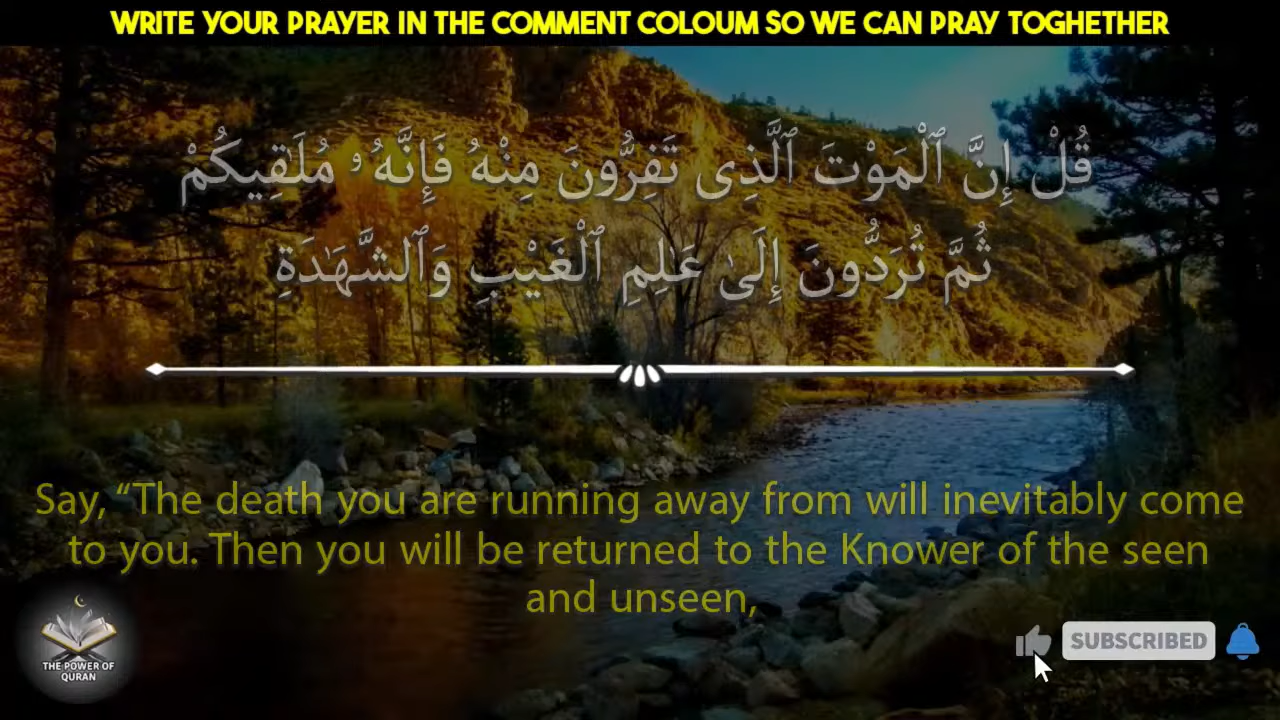 WRITE YOUR PRAYER IN THE COMMENT COLOUM SO WE CAN PRAY TOGHETHER
قُلْ إِنَّ ٱلْمَوْتَ ٱلَّذِى تَفِرُّونَ مِنْهُ فَإِنَّهُۥ مُلَـٰقِيكُمْ
ثُمَّ تُرَدُّونَ إِلَىٰ عَـٰلِمِ ٱلْغَيْبِ وَٱلشَّهَـٰدَةِ
Say, “The death you are running away from will inevitably come
to you. Then you will be returned to the Knower of the seen
and unseen,
THE POWER OF
QURAN
SUBSCRIBED